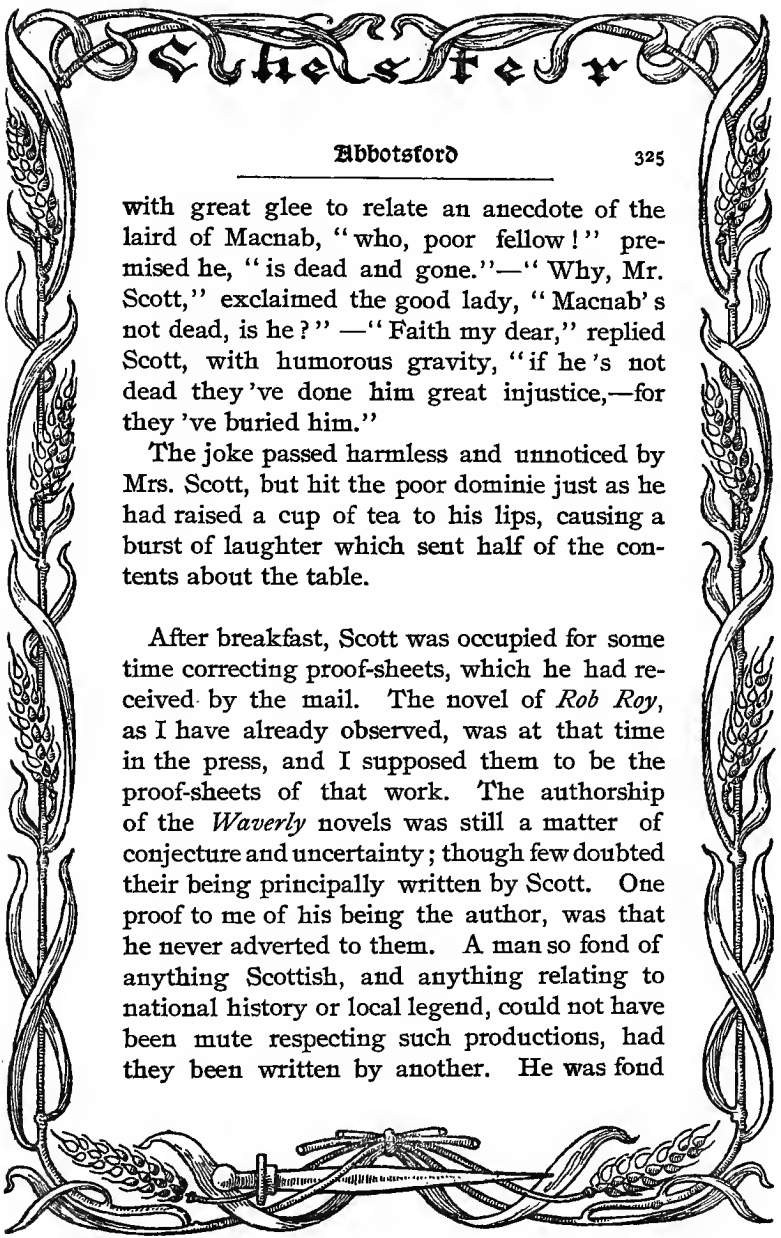 Chester
Abbotsford 325
with great glee to relate an anecdote of the
laird of Macnab, “who, poor fellow!” pre-
mised he, “is dead and gone.”—“Why, Mr.
Scott,” exclaimed the good lady, “Macnab's
not dead, is he?” —“Faith my dear,” replied
Scott, with humorous gravity, “if he's not
dead they've done him great injustice,—for
they've buried him.”
The joke passed harmless and unnoticed by
Mrs. Scott, but hit the poor dominie just as he
had raised a cup of tea to his lips, causing a
burst of laughter which sent half of the con-
tents about the table.
After breakfast, Scott was occupied for some
time correcting proof-sheets, which he had re-
ceived by the mail. The novel of Rob Roy,
as I have already observed, was at that time
in the press, and I supposed them to be the
proof-sheets of that work. The authorship
of the Waverly novels was still a matter of
conjecture and uncertainty; though few doubted
their being principally written by Scott. One
proof to me of his being the author, was that
he never adverted to them. A man so fond of
anything Scottish, and anything relating to
national history or local legend, could not have
been mute respecting such productions, had
they been written by another. He was fond